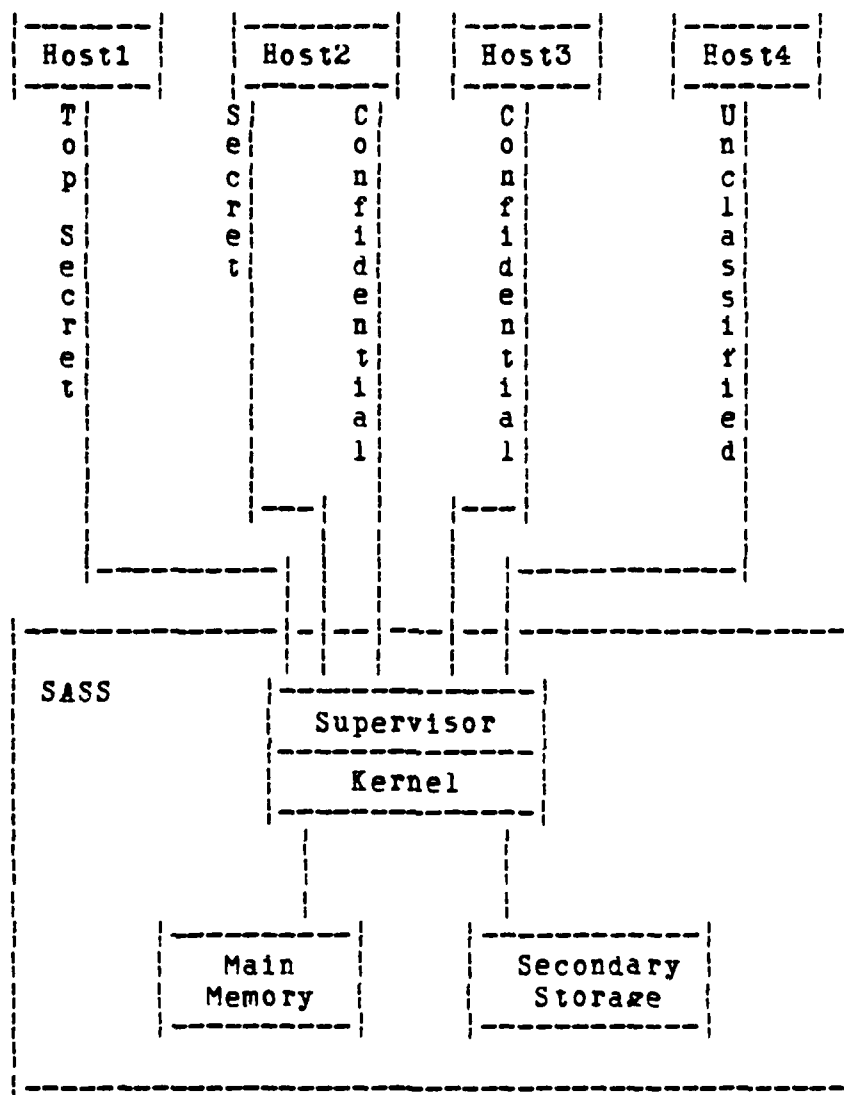 Host1
Host2
Host3
Host4
Top Secret
Secret
Confidential
Confidential
Unclassified
SASS
Supervisor
Kernel
Main
Memory
Secondary
Storage